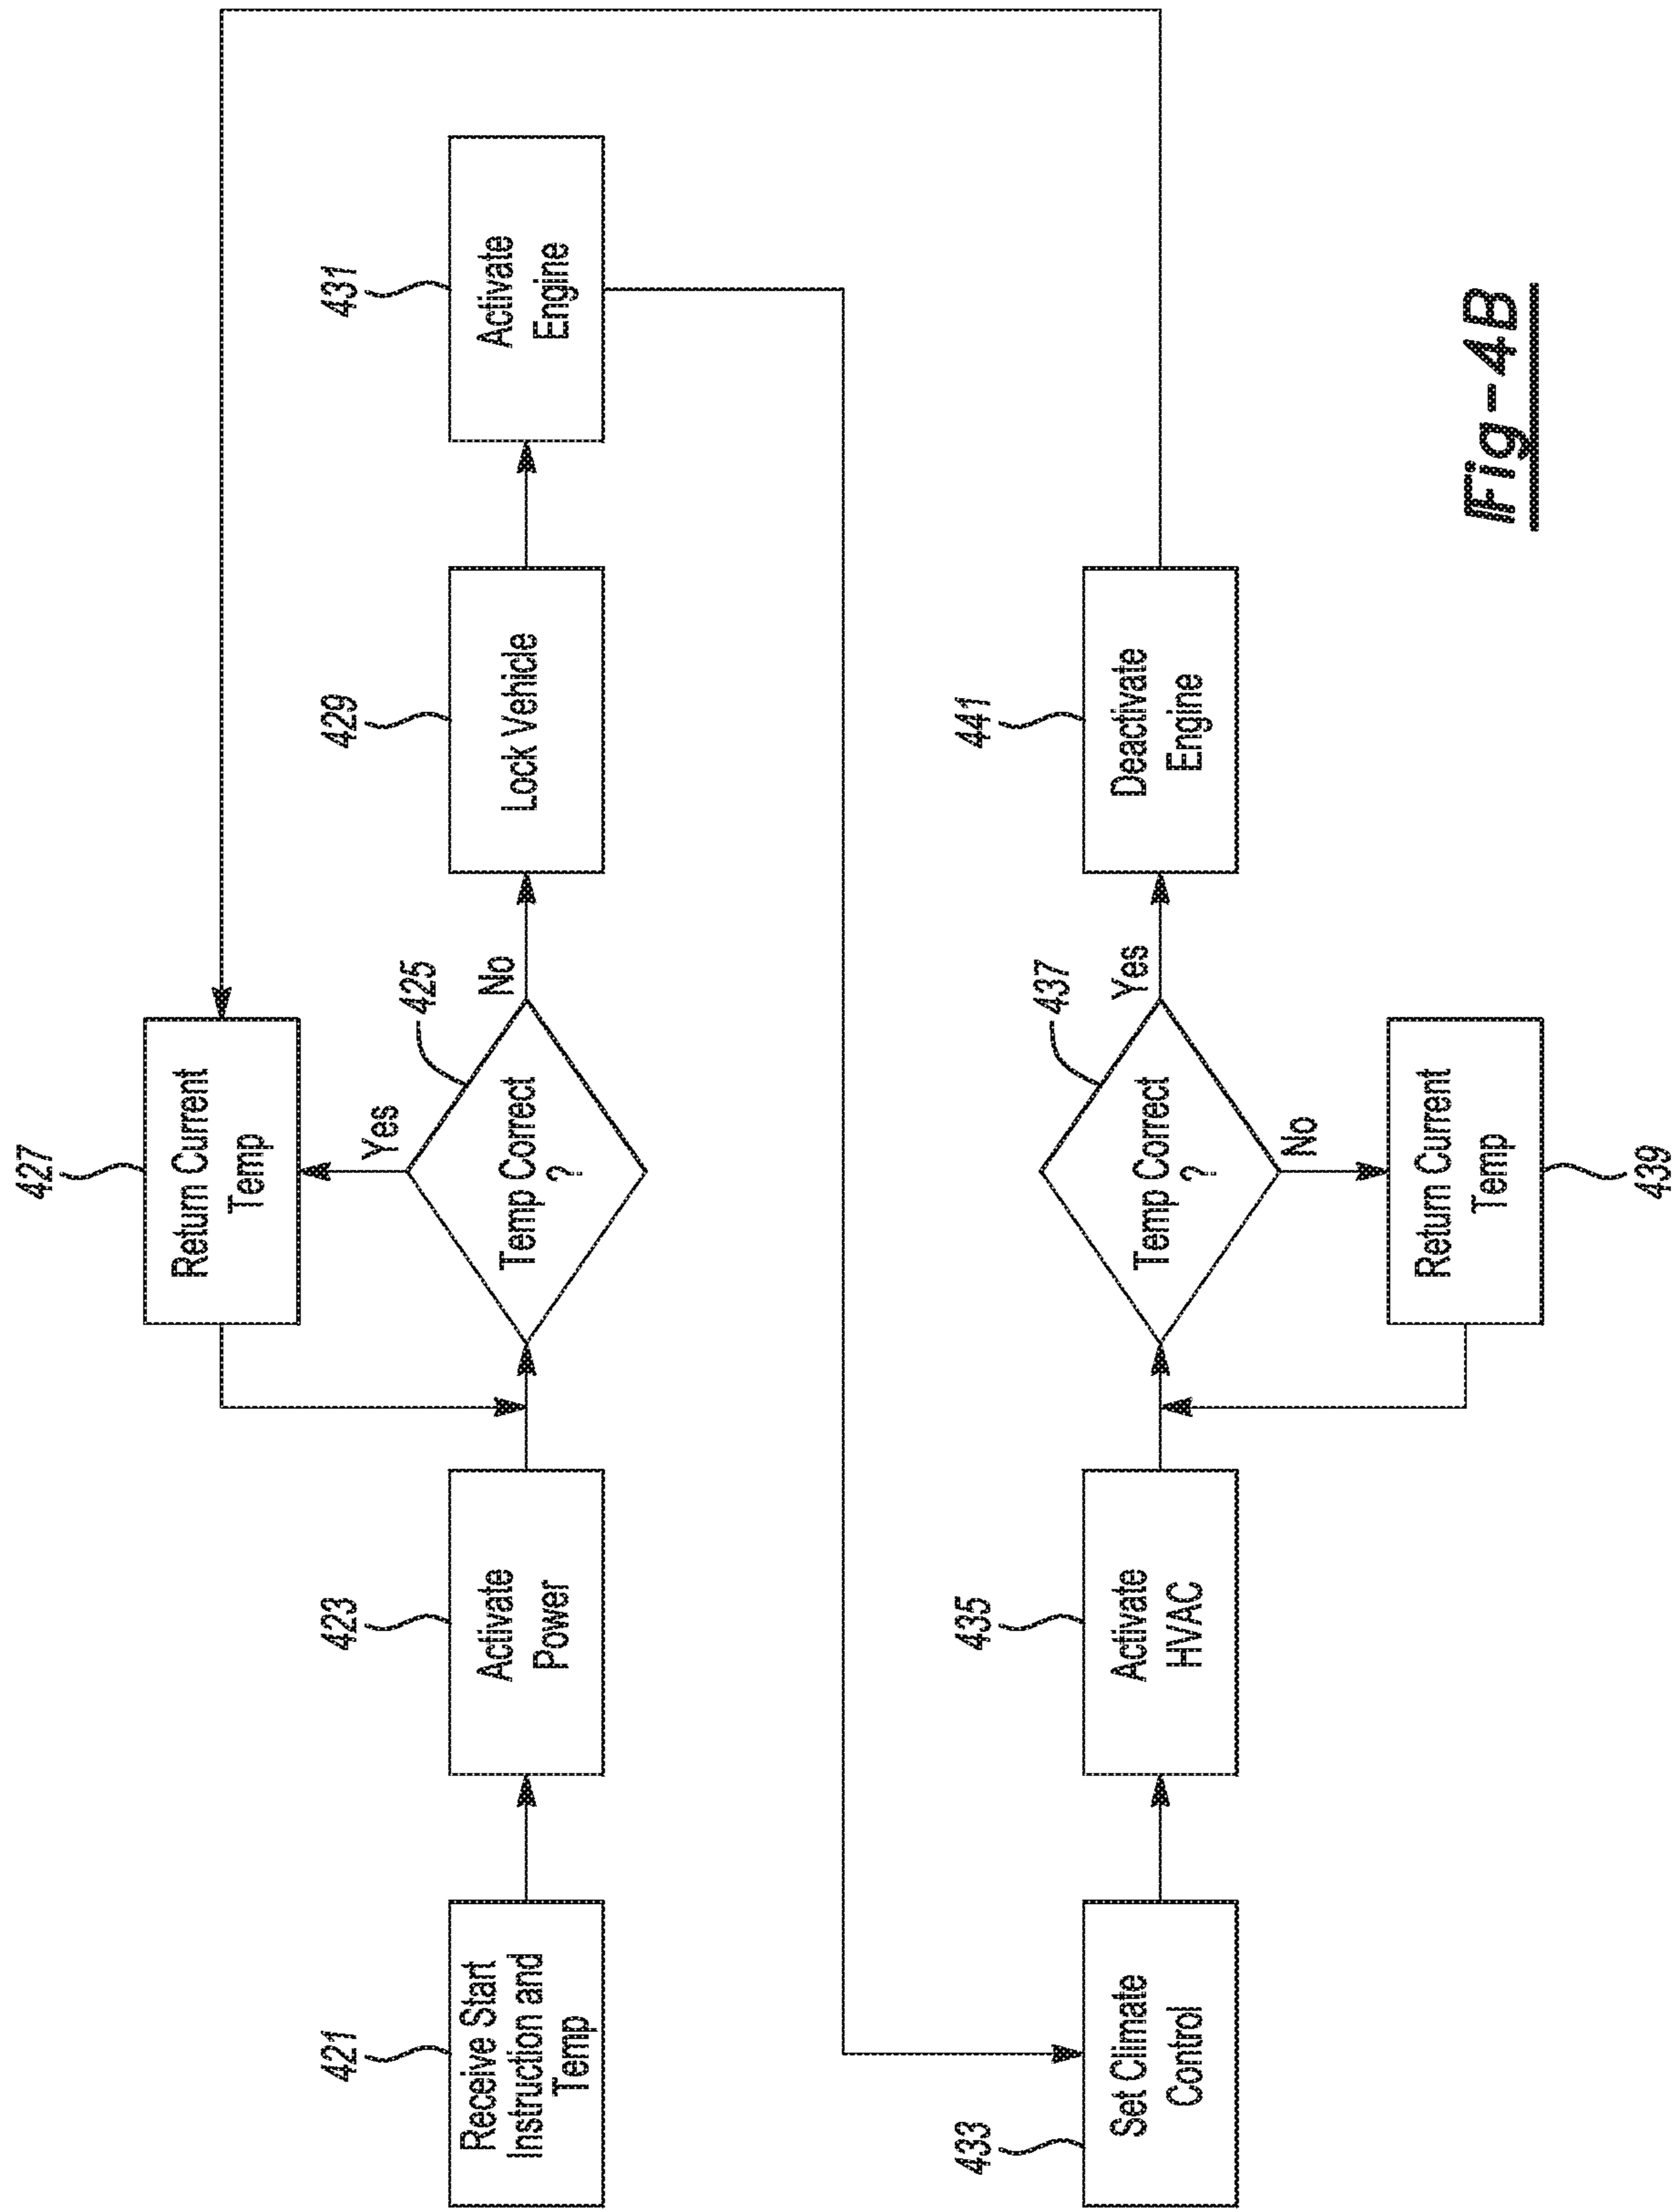 427
Return Current
Temp
421
Receive Start
Instruction and
Temp
423
Activate
Power
425
Temp Correct
?
Yes
No
429
Lock Vehicle
431
Activate
Engine
433
Set Climate
Control
435
Activate
HVAC
437
Temp Correct
?
Yes
No
441
Deactivate
Engine
Return Current
Temp
439
Fig-4B